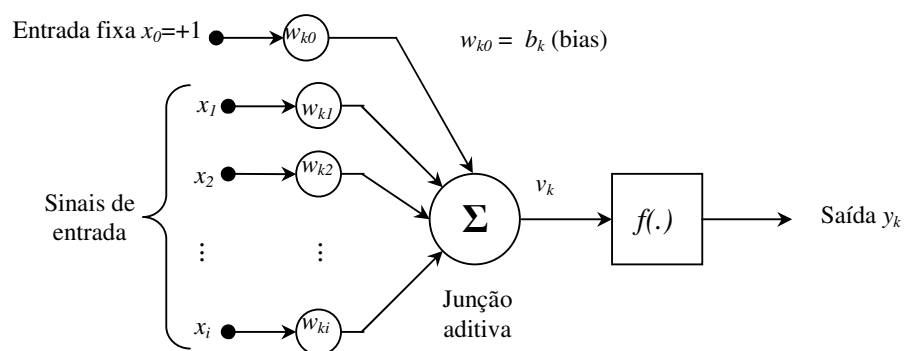 Entrada fixa x0=+1
wk0
wk0 = bk (bias)
x1
wk1
x2
wk2
Sinais de
entrada
⋮
⋮
xi
wki
Σ
Junção
aditiva
vk
f(.)
Saída yk